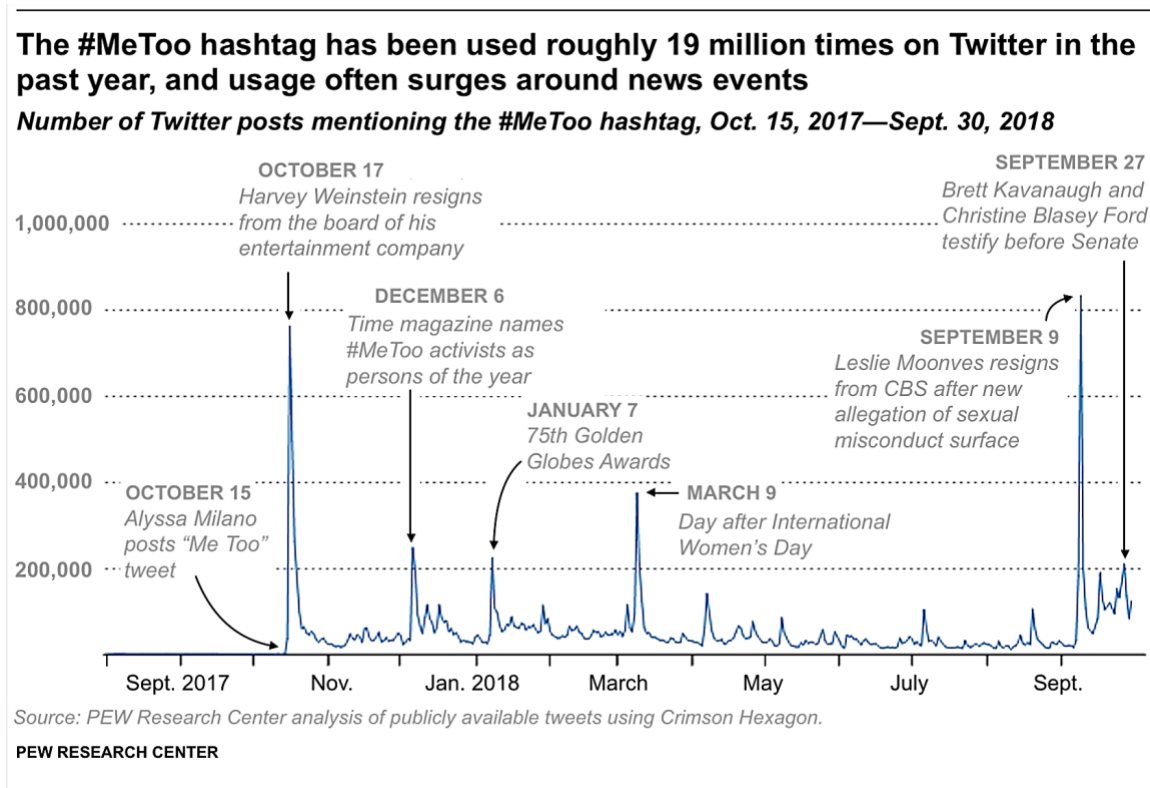 The #MeToo hashtag has been used roughly 19 million times on Twitter in the
past year, and usage often surges around news events
Number of Twitter posts mentioning the #MeToo hashtag, Oct. 15, 2017—Sept. 30, 2018
OCTOBER 17
Harvey Weinstein resigns
from the board of his
entertainment company
SEPTEMBER 27
Brett Kavanaugh and
Christine Blasey Ford
testify before Senate
1,000,000
800,000
600,000
400,000
200,000
DECEMBER 6
Time magazine names
#MeToo activists as
persons of the year
SEPTEMBER 9
Leslie Moonves resigns
from CBS after new
allegation of sexual
misconduct surface
JANUARY 7
75th Golden
Globes Awards
OCTOBER 15
Alyssa Milano
posts “Me Too”
tweet
MARCH 9
Day after International
Women’s Day
Sept. 2017
Nov.
Jan. 2018
March
May
July
Sept.
Source: PEW Research Center analysis of publicly available tweets using Crimson Hexagon.
PEW RESEARCH CENTER